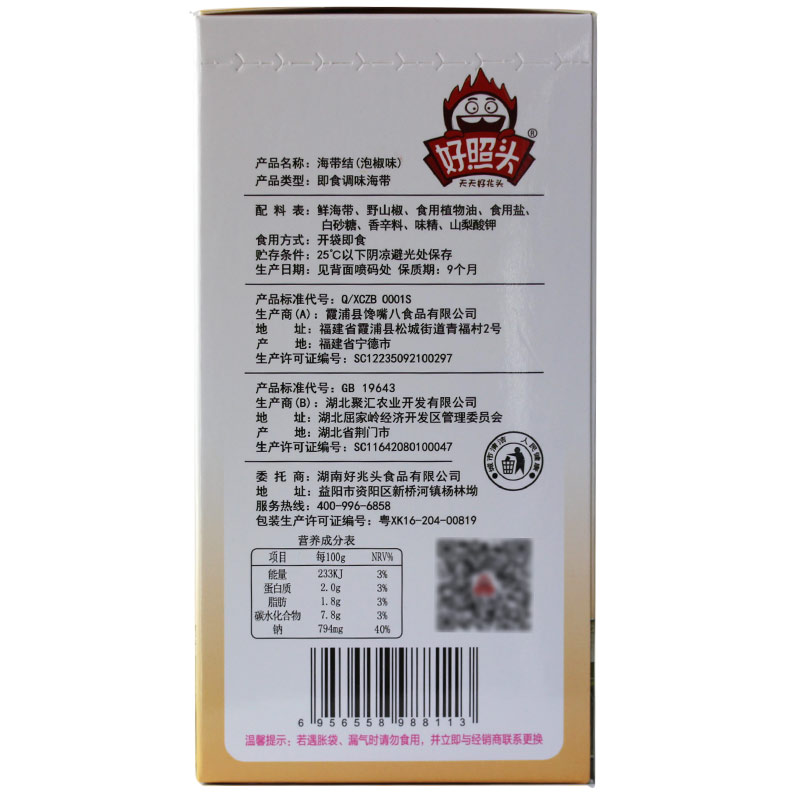 好照头®
天天好兆头
产品名称：海带结(泡椒味)
产品类型：即食调味海带
配 料 表：鲜海带、野山椒、食用植物油、食用盐、
白砂糖、香辛料、味精、山梨酸钾
食用方式：开袋即食
贮存条件：25℃以下阴凉避光处保存
生产日期：见背面喷码处 保质期：9个月
产品标准代号：Q/XCZB 0001S
生产商(A)：霞浦县馋嘴八食品有限公司
地 址：福建省霞浦县松城街道青福村2号
产 地：福建省宁德市
生产许可证编号：SC12235092100297
产品标准代号：GB 19643
生产商(B)：湖北聚汇农业开发有限公司
地 址：湖北屈家岭经济开发区管理委员会
产 地：湖北省荆门市
生产许可证编号：SC11642080100047
城市清洁 人民健康
委 托 商：湖南好兆头食品有限公司
地 址：益阳市资阳区新桥河镇杨林坳
服务热线：400-996-6858
包装生产许可证编号：粤XK16-204-00819
营养成分表
项目 每100g NRV%
能量 233KJ 3%
蛋白质 2.0g 3%
脂肪 1.8g 3%
碳水化合物 7.8g 3%
钠 794mg 40%
6 956558 988113
温馨提示：若遇胀袋、漏气时请勿食用，并立即与经销商联系更换